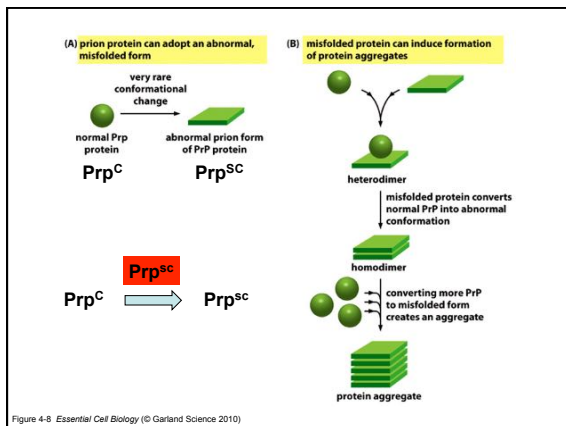 (A) prion protein can adopt an abnormal,
misfolded form
very rare
conformational
change
normal Prp
protein
abnormal prion form
of PrP protein
Prp^C
Prp^SC
Prp^sc
Prp^C
Prp^sc
(B) misfolded protein can induce formation
of protein aggregates
heterodimer
misfolded protein converts
normal PrP into abnormal
conformation
homodimer
converting more PrP
to misfolded form
creates an aggregate
protein aggregate
Figure 4-8 Essential Cell Biology (© Garland Science 2010)